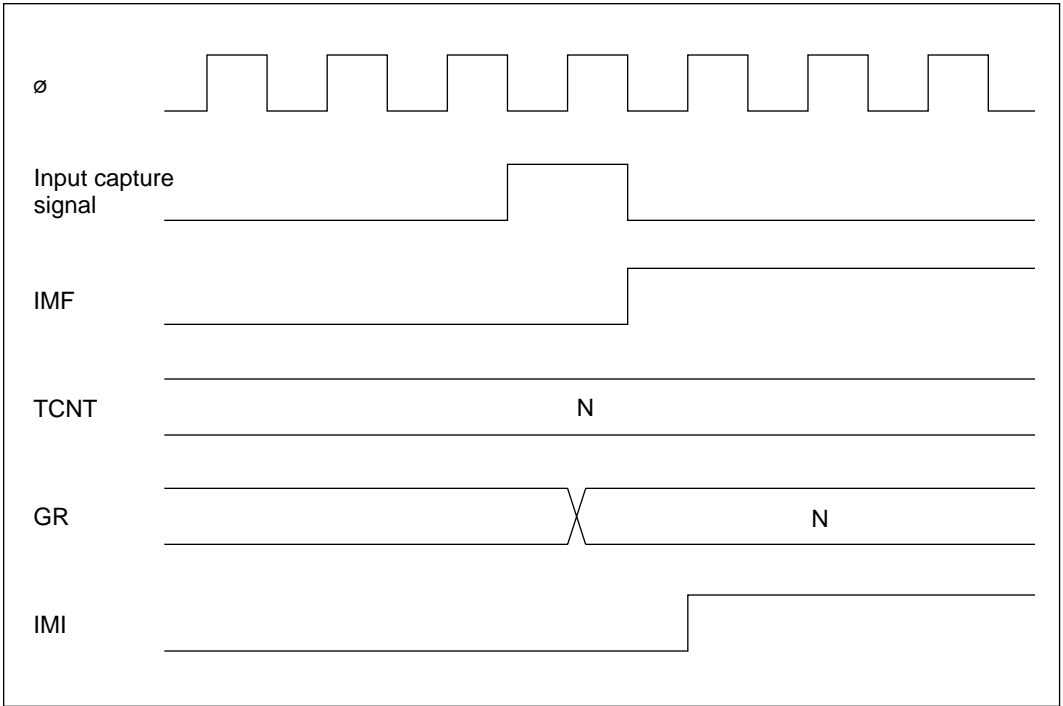 ø
Input capture
signal
IMF
TCNT
N
GR
N
IMI